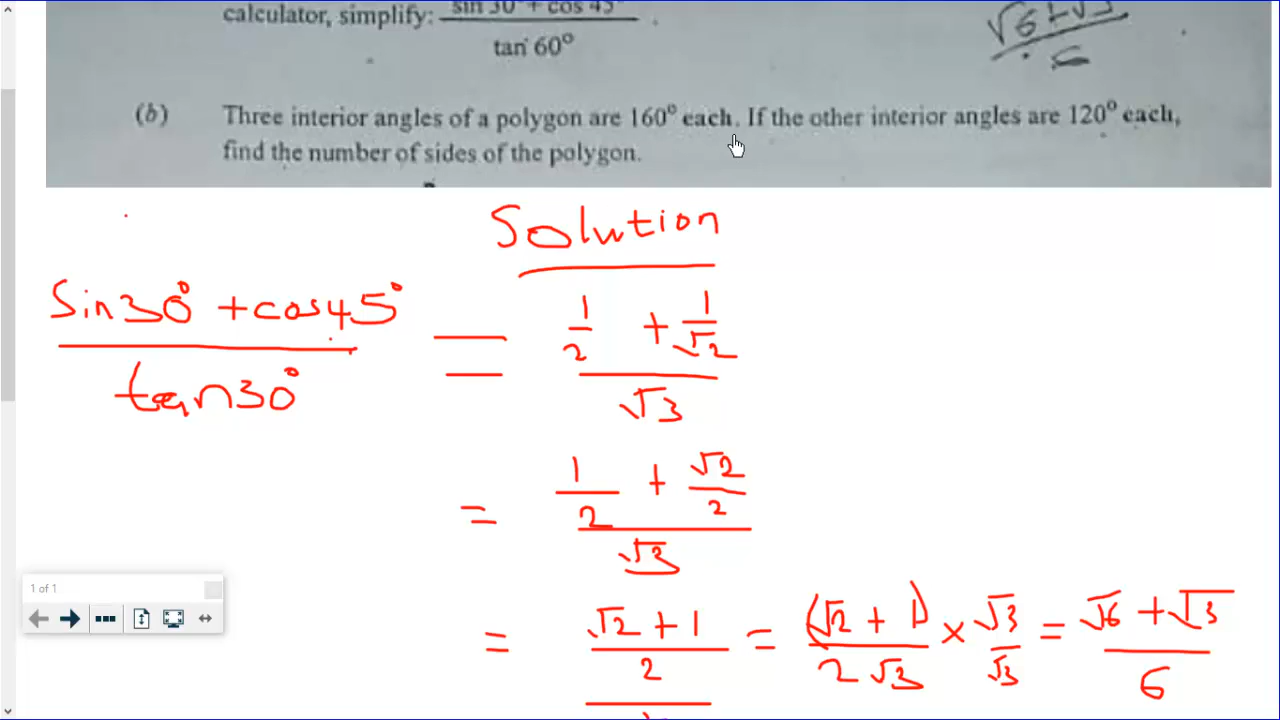 calculator, simplify: sin 30° + cos 45°
tan 60°
√6 + √3
6
(b) Three interior angles of a polygon are 160° each. If the other interior angles are 120° each,
find the number of sides of the polygon.
Solution
sin30° + cos45° / tan30° = 1/2 + 1/√2 / √3
= 1/2 + √2/2 / √3
= √2 + 1 / 2 = (√2 + 1) / 2√3 × √3/√3 = √6 + √3 / 6
1 of 1